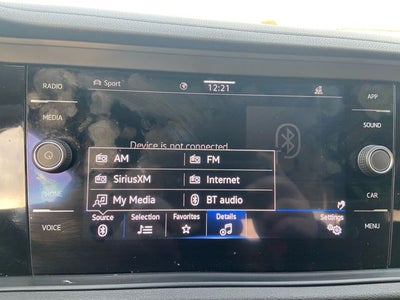 RADIO
Sport
12:21
APP
MEDIA
SOUND
Device is not connected.
AM
FM
SiriusXM
Internet
My Media
BT audio
PHONE
CAR
Source
Selection
Favorites
Details
Settings
VOICE
MENU